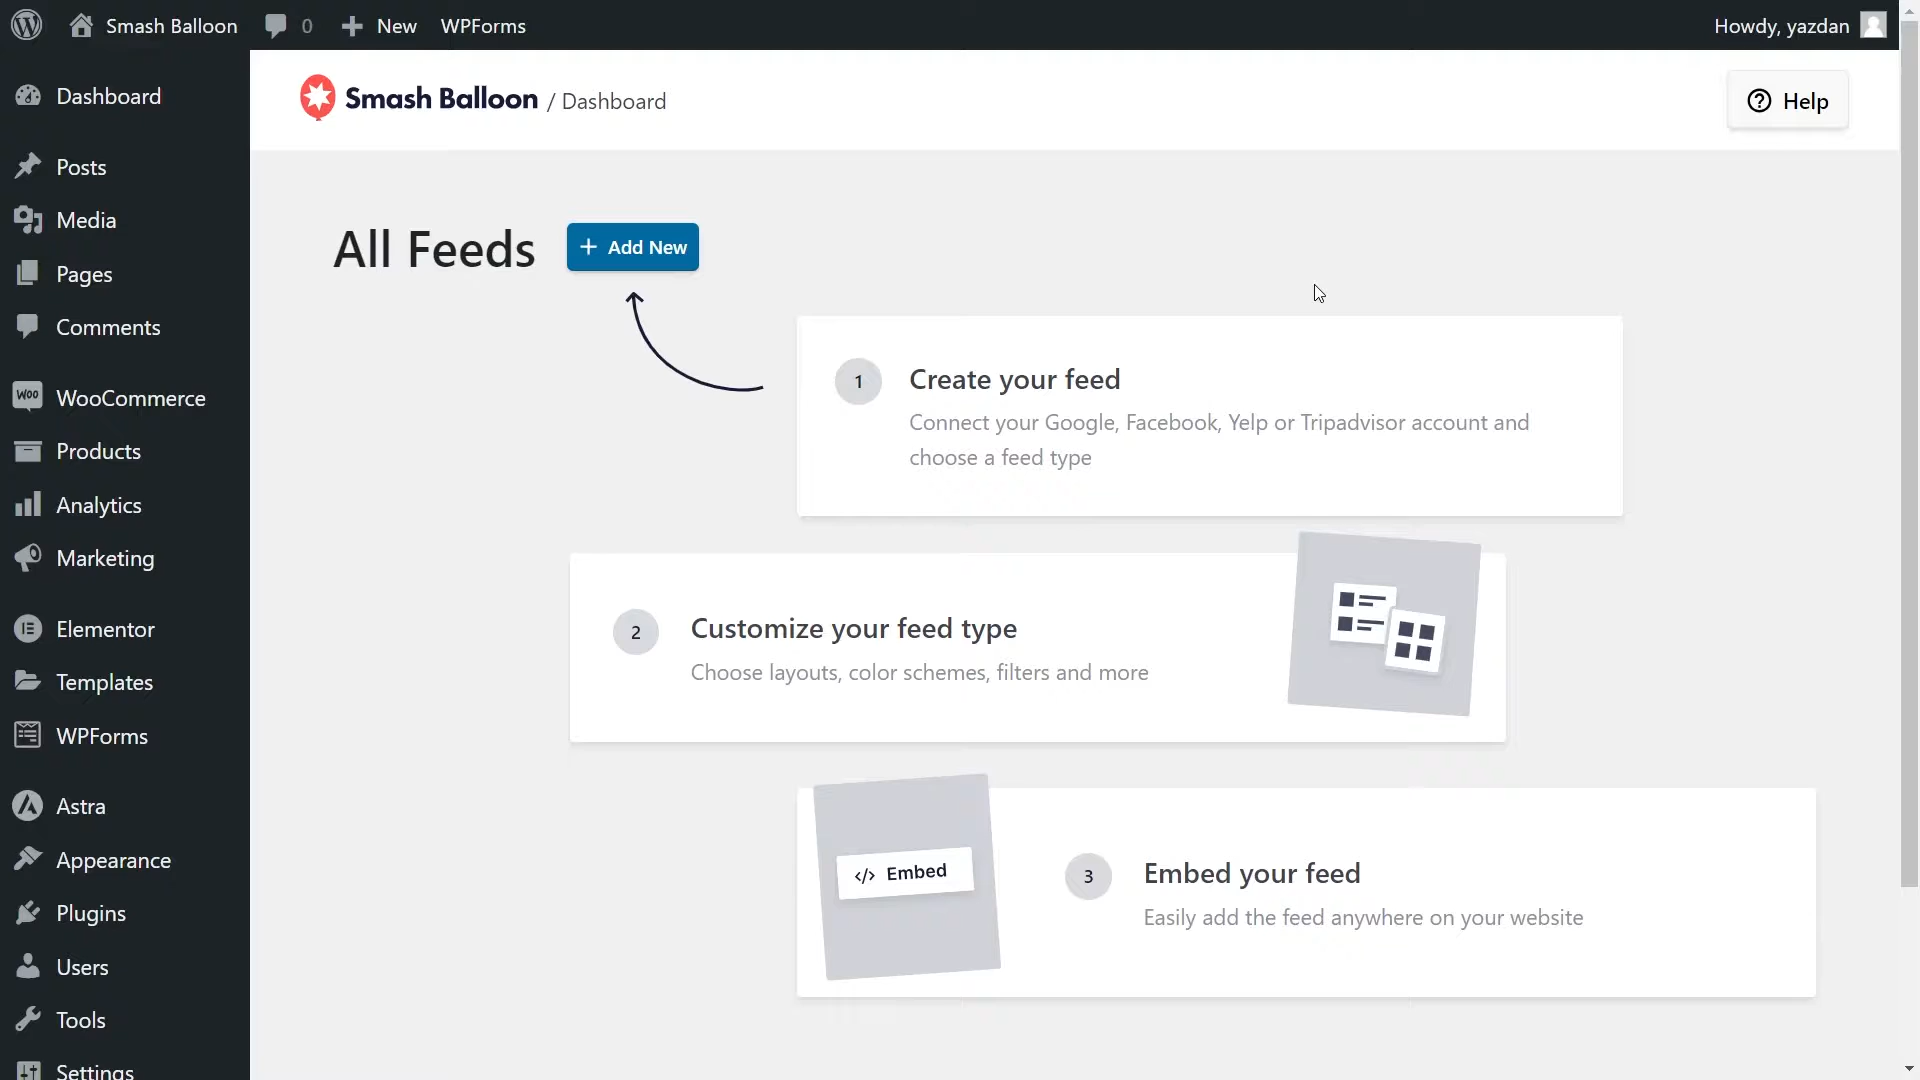 Smash Balloon 0 New WPForms Howdy, yazdan
Dashboard
Posts
Media
Pages
Comments
WOO WooCommerce
Products
Analytics
Marketing
Elementor
Templates
WPForms
Astra
Appearance
Plugins
Users
Tools
Settings
Smash Balloon / Dashboard
Help
All Feeds + Add New
1 Create your feed
Connect your Google, Facebook, Yelp or Tripadvisor account and
choose a feed type
2 Customize your feed type
Choose layouts, color schemes, filters and more
</> Embed
3 Embed your feed
Easily add the feed anywhere on your website